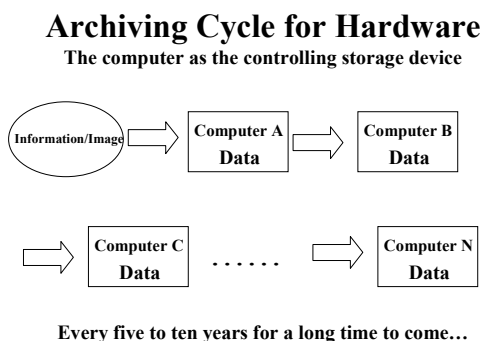 Archiving Cycle for Hardware
The computer as the controlling storage device
Information/Image
Computer A
Data
Computer B
Data
Computer C
Data
......
Computer N
Data
Every five to ten years for a long time to come…